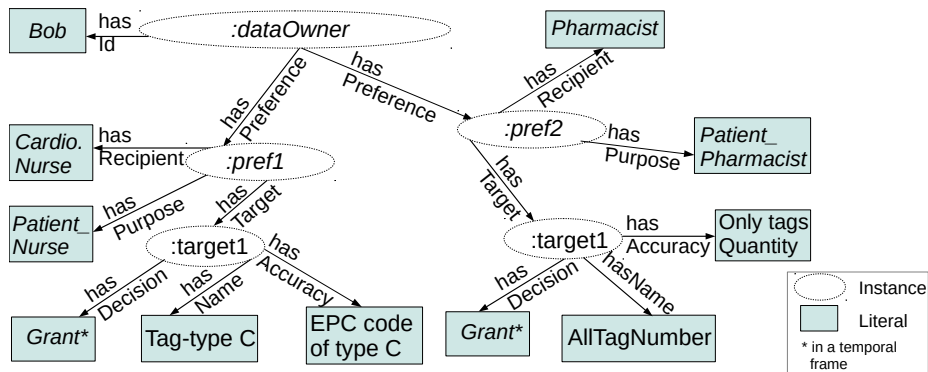 Bob
has
Id
:dataOwner
Pharmacist
has
Preference
has
Preference
has
Recipient
Cardio.
Nurse
has
Recipient
:pref1
:pref2
has
Purpose
Patient_
Pharmacist
Patient_
Nurse
has
Purpose
has
Target
has
Target
:target1
has
Accuracy
:target1
has
Accuracy
Only tags
Quantity
has
Decision
has
Name
has
Decision
hasName
Grant*
Tag-type C
EPC code
of type C
Grant*
AllTagNumber
Instance
Literal
* in a temporal
frame